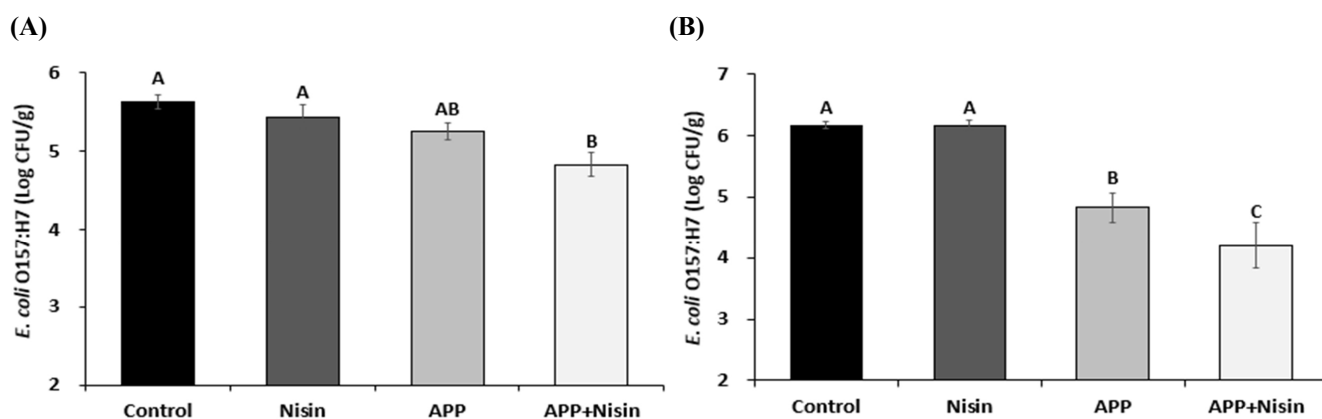 (A)
E. coli O157:H7 (Log CFU/g)
6
5
4
3
2
A
A
AB
B
Control
Nisin
APP
APP+Nisin
(B)
E. coli O157:H7 (Log CFU/g)
7
6
5
4
3
2
A
A
B
C
Control
Nisin
APP
APP+Nisin